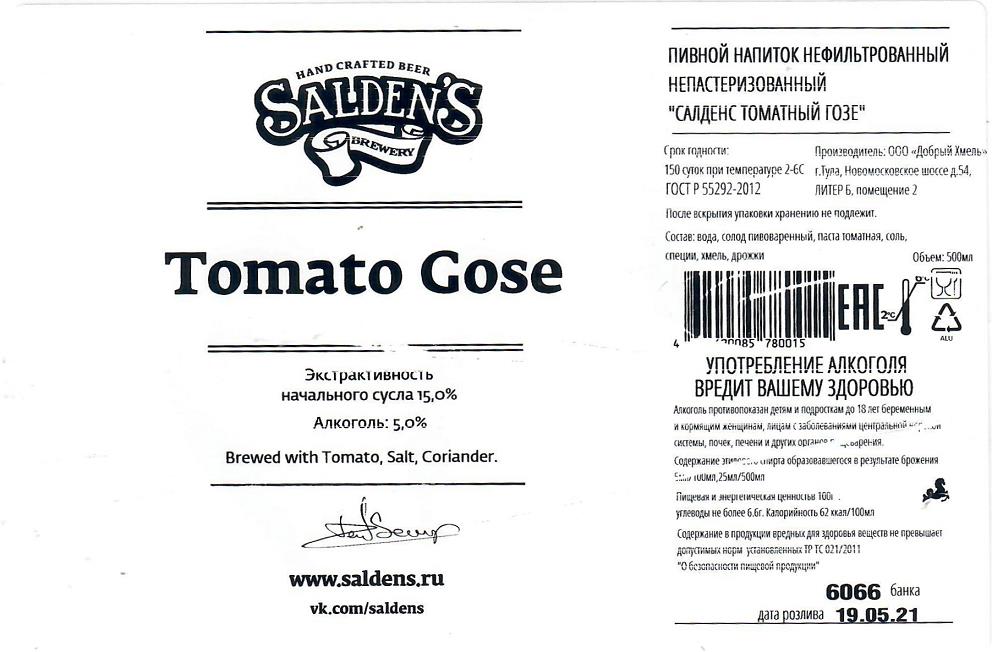 HAND CRAFTED BEER
SALDEN'S
BREWERY
Tomato Gose
Экстрактивность
начального сусла 15,0%
Алкоголь: 5,0%
Brewed with Tomato, Salt, Coriander.
www.saldens.ru
vk.com/saldens
ПИВНОЙ НАПИТОК НЕФИЛЬТРОВАННЫЙ
НЕПАСТЕРИЗОВАННЫЙ
"САЛДЕНС ТОМАТНЫЙ ГОЗЕ"
Срок годности:
150 суток при температуре 2-6С
ГОСТ Р 55292-2012
Производитель: ООО «Добрый Хмель»
г.Тула, Новомосковское шоссе д.54,
ЛИТЕР Б, помещение 2
После вскрытия упаковки хранению не подлежит.
Состав: вода, солод пивоваренный, паста томатная, соль,
специи, хмель, дрожжи
Объем: 500мл
EAC
2°C
ALU
4 780015
УПОТРЕБЛЕНИЕ АЛКОГОЛЯ
ВРЕДИТ ВАШЕМУ ЗДОРОВЬЮ
Алкоголь противопоказан детям и подросткам до 18 лет беременным
и кормящим женщинам, лицам с заболеваниями центральной
системы, почек, печени и других органов
Содержание спирта образовавшегося в результате брожения
100мл,25мл/500мл
Пищевая и энергетическая ценностьв 100г
углеводы не более 6.6г. Калорийность 62 ккал/100мл
Содержание в продукции вредных для здоровья веществ не превышает
допустимых норм установленных ТР ТС 021/2011
"О безопасности пищевой продукции"
6066 банка
дата розлива 19.05.21